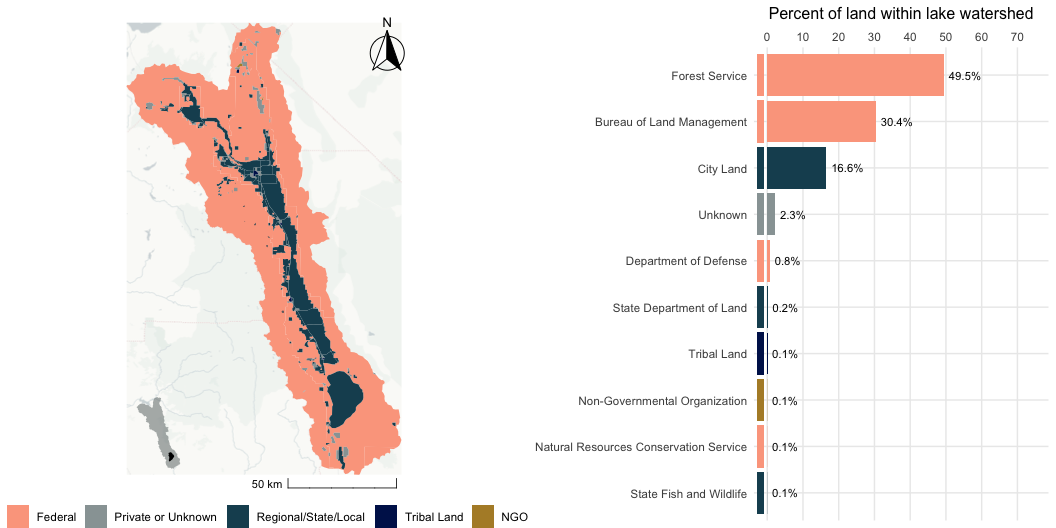 N
50 km
Federal
Private or Unknown
Regional/State/Local
Tribal Land
NGO
Percent of land within lake watershed
0 10 20 30 40 50 60 70
Forest Service 49.5%
Bureau of Land Management 30.4%
City Land 16.6%
Unknown 2.3%
Department of Defense 0.8%
State Department of Land 0.2%
Tribal Land 0.1%
Non-Governmental Organization 0.1%
Natural Resources Conservation Service 0.1%
State Fish and Wildlife 0.1%